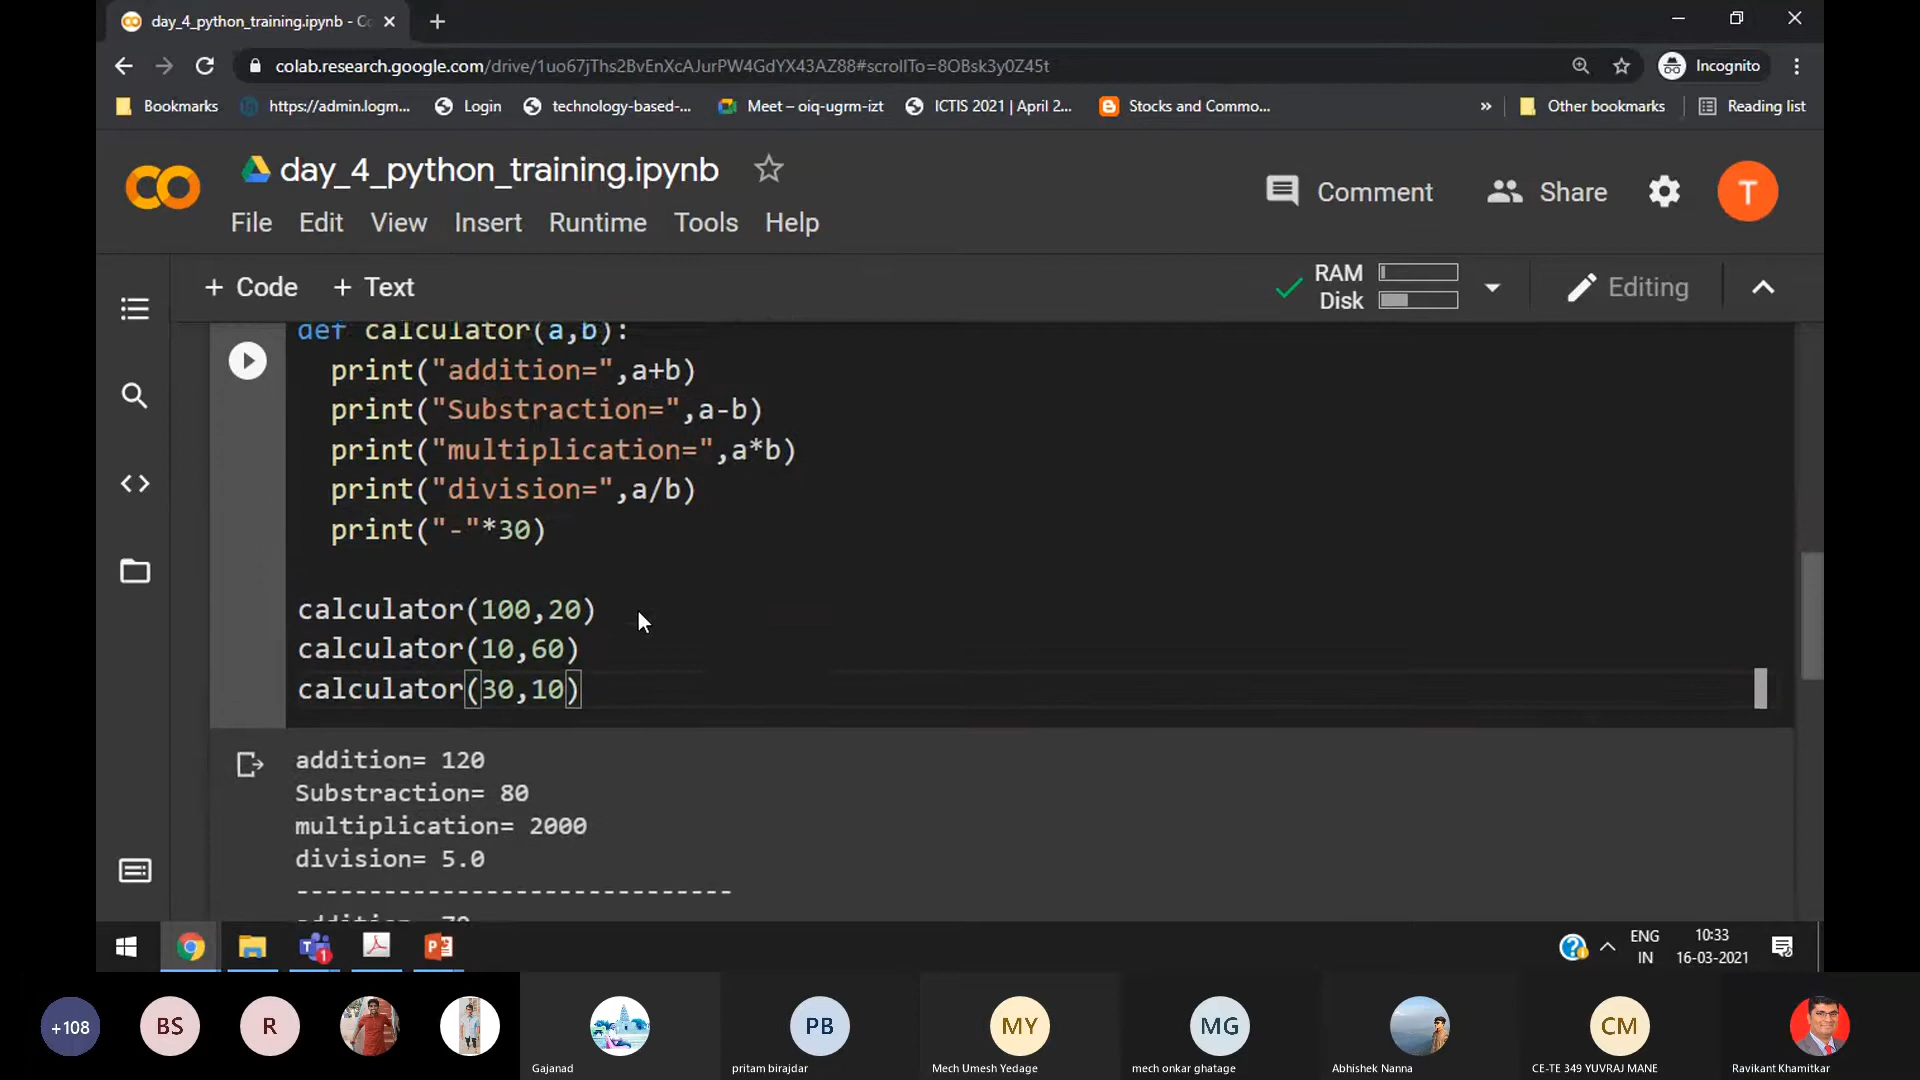 day_4_python_training.ipynb - Co
colab.research.google.com/drive/1uo67jThs2BvEnXcAJurPW4GdYX43AZ88#scrollTo=8OBsk3y0Z45t
Incognito
Bookmarks
https://admin.logm...
Login
technology-based-...
Meet – oiq-ugrm-izt
ICTIS 2021 | April 2...
Stocks and Commo...
»
Other bookmarks
Reading list
CO
day_4_python_training.ipynb
Comment
Share
T
File Edit View Insert Runtime Tools Help
+ Code + Text
RAM
Disk
Editing
def calculator(a,b):
print("addition=",a+b)
print("Substraction=",a-b)
print("multiplication=",a*b)
print("division=",a/b)
print("-"*30)
calculator(100,20)
calculator(10,60)
calculator(30,10)
addition= 120
Substraction= 80
multiplication= 2000
division= 5.0
------------------------------
addition= 70
ENG
IN
10:33
16-03-2021
+108
BS
R
Gajanad
PB
pritam birajdar
MY
Mech Umesh Yedage
MG
mech onkar ghatage
Abhishek Nanna
CM
CE-TE 349 YUVRAJ MANE
Ravikant Khamitkar